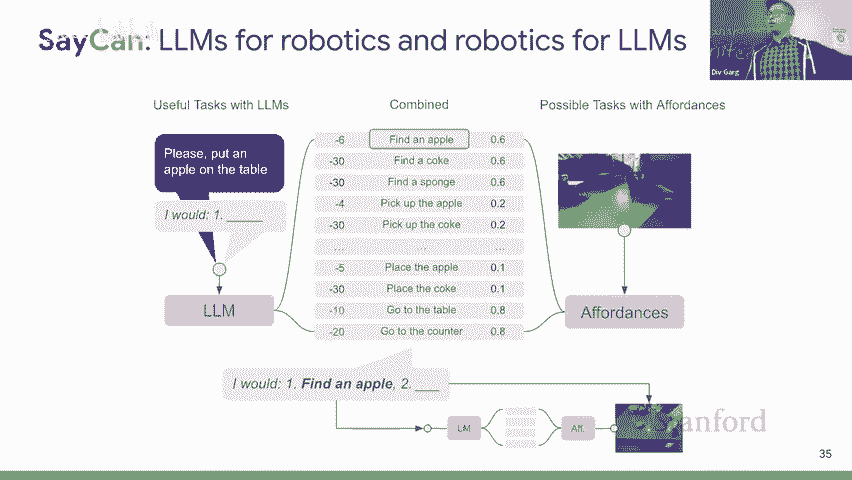 SayCan: LLMs for robotics and robotics for LLMs
Div Garg
Useful Tasks with LLMs
Combined
Possible Tasks with Affordances
Please, put an
apple on the table
I would: 1. ______
LLM
-6 Find an apple 0.6
-30 Find a coke 0.6
-30 Find a sponge 0.6
-4 Pick up the apple 0.2
-30 Pick up the coke 0.2
... ... ...
-5 Place the apple 0.1
-30 Place the coke 0.1
-10 Go to the table 0.8
-20 Go to the counter 0.8
Affordances
I would: 1. Find an apple, 2. ___
LM
Aff.
anford
35